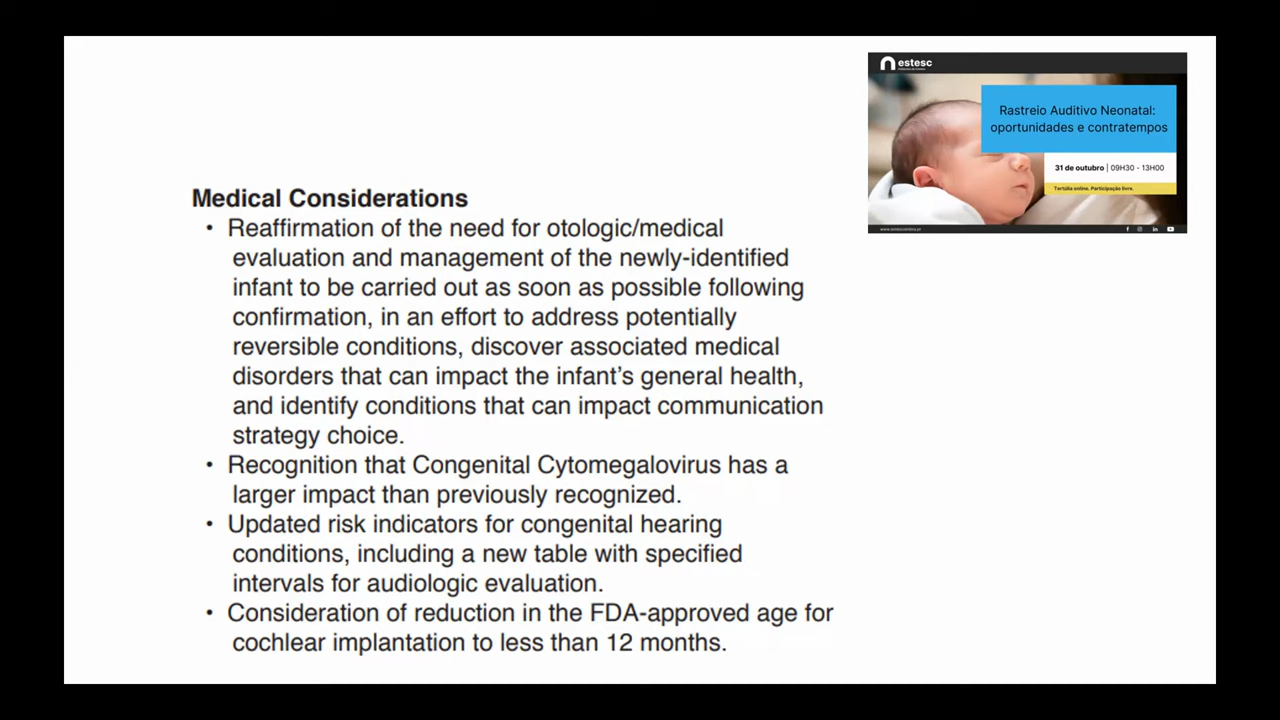 Medical Considerations
• Reaffirmation of the need for otologic/medical
evaluation and management of the newly-identified
infant to be carried out as soon as possible following
confirmation, in an effort to address potentially
reversible conditions, discover associated medical
disorders that can impact the infant’s general health,
and identify conditions that can impact communication
strategy choice.
• Recognition that Congenital Cytomegalovirus has a
larger impact than previously recognized.
• Updated risk indicators for congenital hearing
conditions, including a new table with specified
intervals for audiologic evaluation.
• Consideration of reduction in the FDA-approved age for
cochlear implantation to less than 12 months.
estesc
Rastreio Auditivo Neonatal:
oportunidades e contratempos
31 de outubro | 09H30 - 13H00
Tertúlia online. Participação livre.